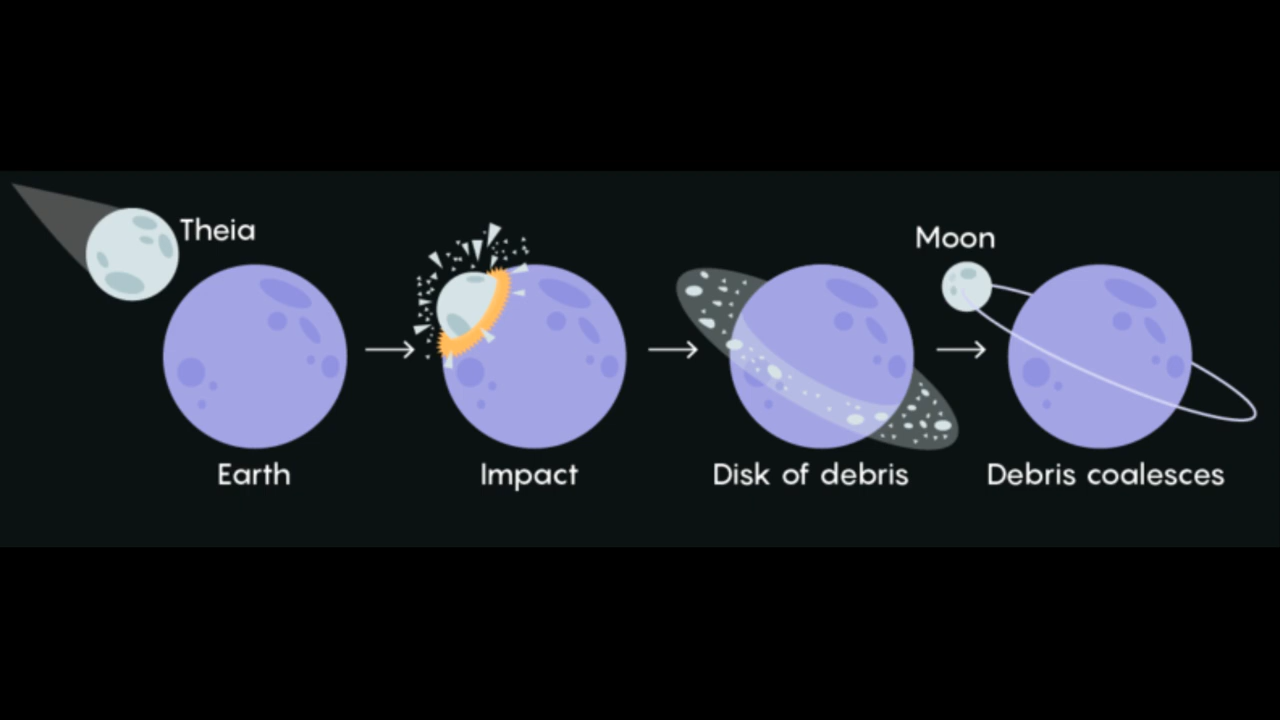 Theia
Moon
Earth
Impact
Disk of debris
Debris coalesces